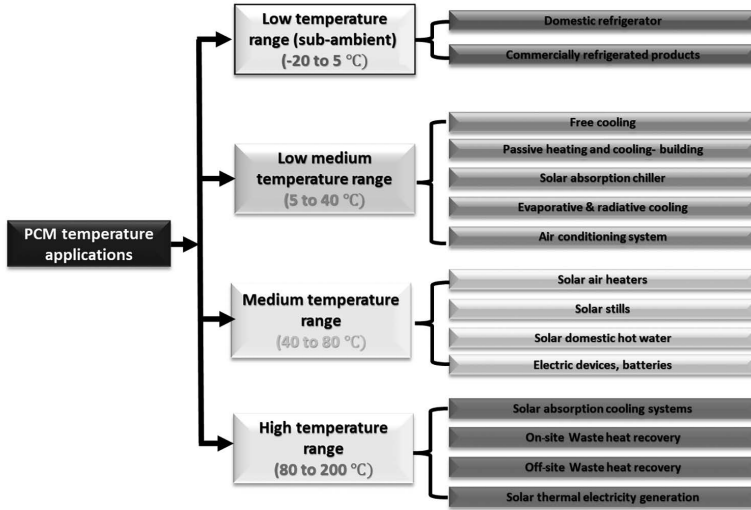 PCM temperature
applications
Low temperature
range (sub-ambient)
(-20 to 5 °C)
Domestic refrigerator
Commercially refrigerated products
Low medium
temperature range
(5 to 40 °C)
Free cooling
Passive heating and cooling- building
Solar absorption chiller
Evaporative & radiative cooling
Air conditioning system
Medium temperature
range
(40 to 80 °C)
Solar air heaters
Solar stills
Solar domestic hot water
Electric devices, batteries
High temperature
range
(80 to 200 °C)
Solar absorption cooling systems
On-site Waste heat recovery
Off-site Waste heat recovery
Solar thermal electricity generation